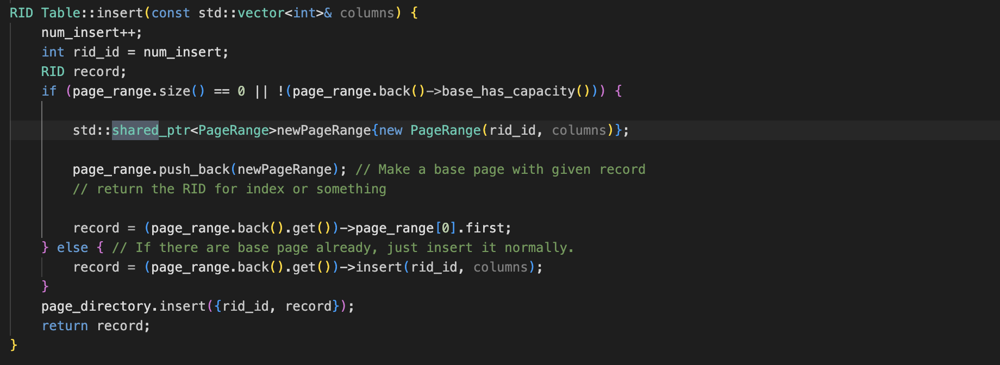 RID Table::insert(const std::vector<int>& columns) {
num_insert++;
int rid_id = num_insert;
RID record;
if (page_range.size() == 0 || !(page_range.back()->base_has_capacity())) {
std::shared_ptr<PageRange>newPageRange{new PageRange(rid_id, columns)};
page_range.push_back(newPageRange); // Make a base page with given record
// return the RID for index or something
record = (page_range.back().get())->page_range[0].first;
} else { // If there are base page already, just insert it normally.
record = (page_range.back().get())->insert(rid_id, columns);
}
page_directory.insert({rid_id, record});
return record;
}